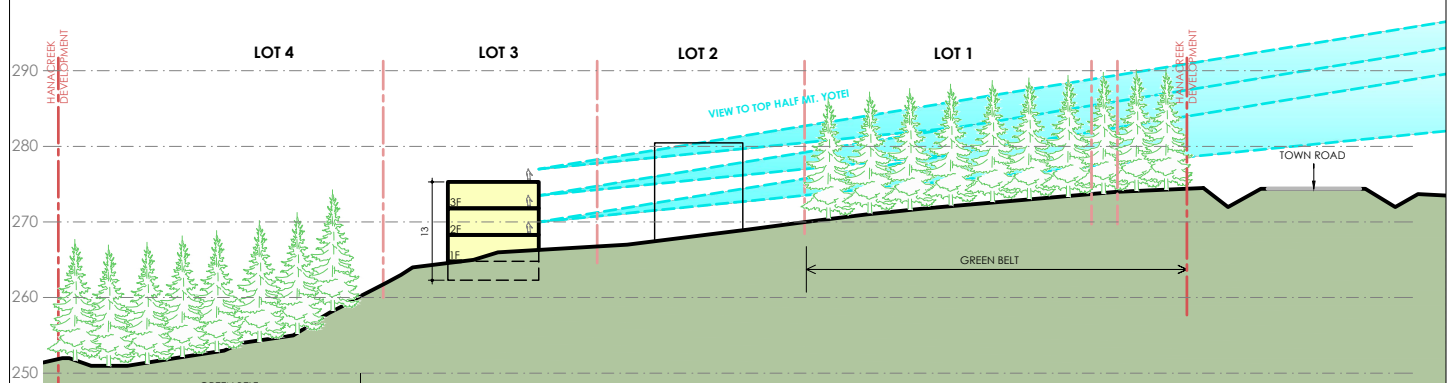 LOT 4
LOT 3
LOT 2
LOT 1
HANACREEK
DEVELOPMENT
HANACREEK
DEVELOPMENT
290
VIEW TO TOP HALF MT. YOTEI
280
TOWN ROAD
3F
270
13
2F
1F
GREEN BELT
260
250